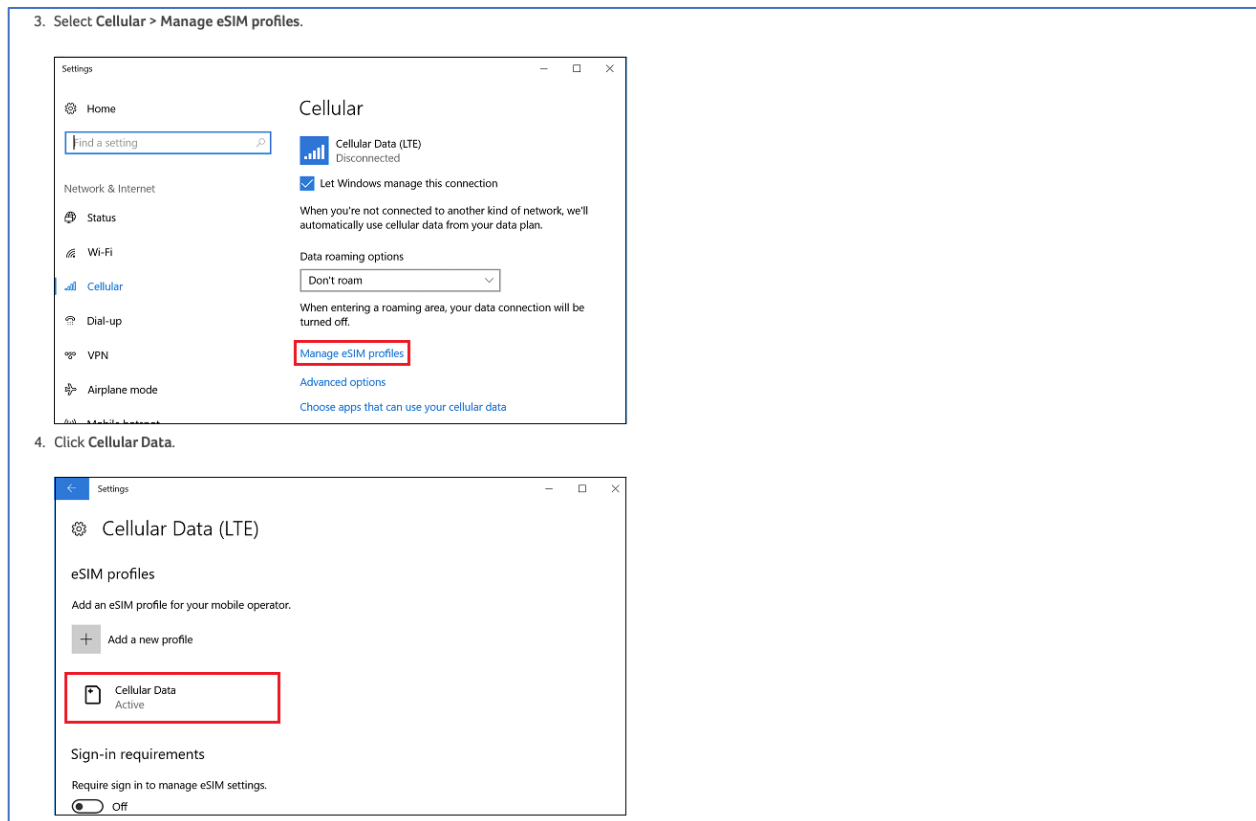 3. Select Cellular > Manage eSIM profiles.
Settings
Home
Find a setting
Network & Internet
Status
Wi-Fi
Cellular
Dial-up
VPN
Airplane mode
Mobile hotspot
Cellular
Cellular Data (LTE)
Disconnected
Let Windows manage this connection
When you're not connected to another kind of network, we'll
automatically use cellular data from your data plan.
Data roaming options
Don't roam
When entering a roaming area, your data connection will be
turned off.
Manage eSIM profiles
Advanced options
Choose apps that can use your cellular data
4. Click Cellular Data.
Settings
Cellular Data (LTE)
eSIM profiles
Add an eSIM profile for your mobile operator.
Add a new profile
Cellular Data
Active
Sign-in requirements
Require sign in to manage eSIM settings.
Off